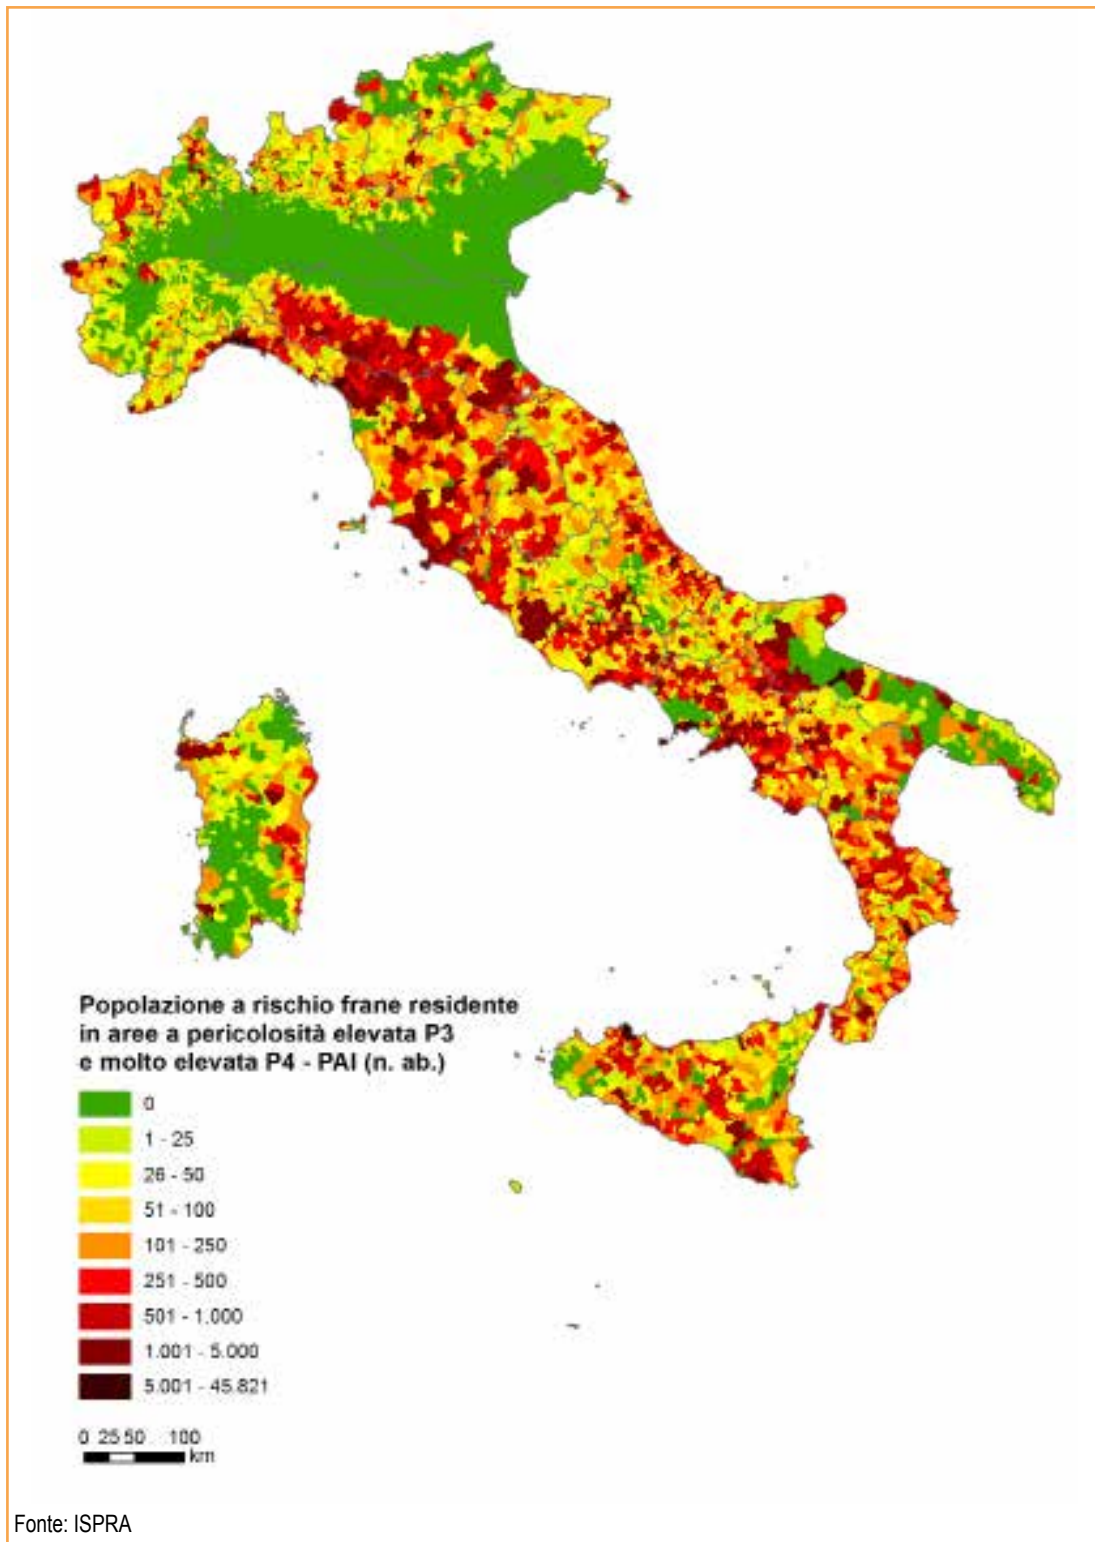 Popolazione a rischio frane residente
in aree a pericolosità elevata P3
e molto elevata P4 - PAI (n. ab.)
0
1 - 25
26 - 50
51 - 100
101 - 250
251 - 500
501 - 1.000
1.001 - 5.000
5.001 - 45.821
0 25 50 100
km
Fonte: ISPRA